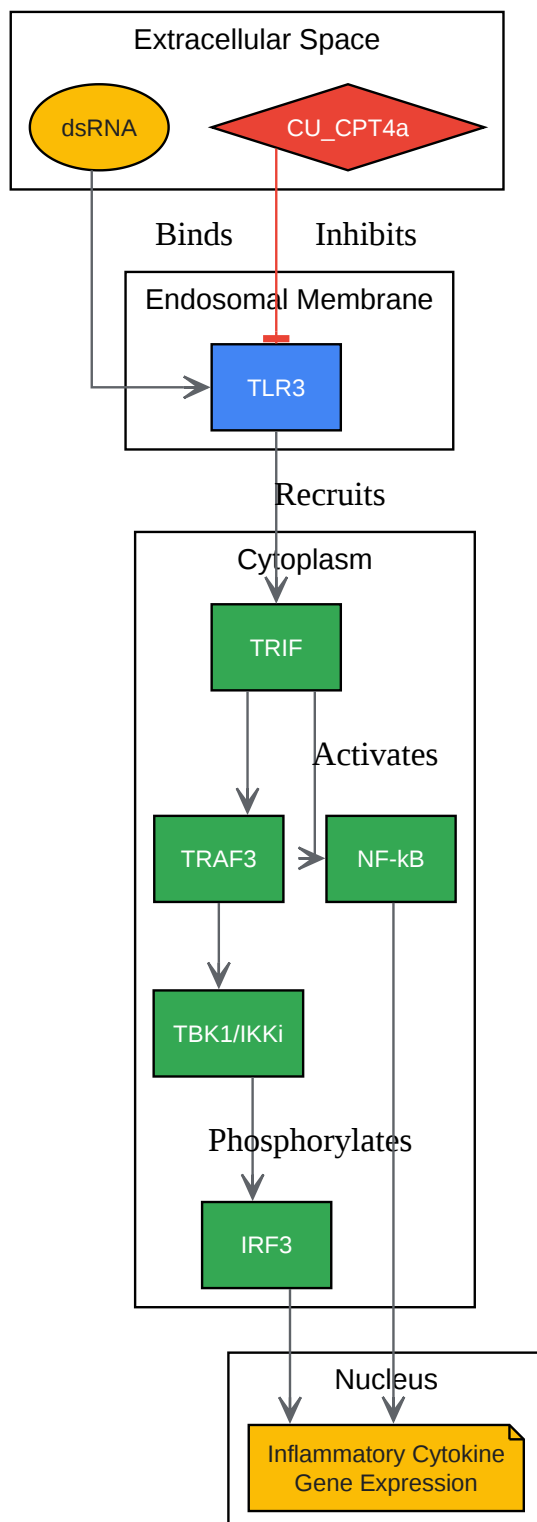 Extracellular Space
dsRNA
CU_CPT4a
Binds
Inhibits
Endosomal Membrane
TLR3
Recruits
Cytoplasm
TRIF
Activates
TRAF3
NF-kB
TBK1/IKKi
Phosphorylates
IRF3
Nucleus
Inflammatory Cytokine
Gene Expression